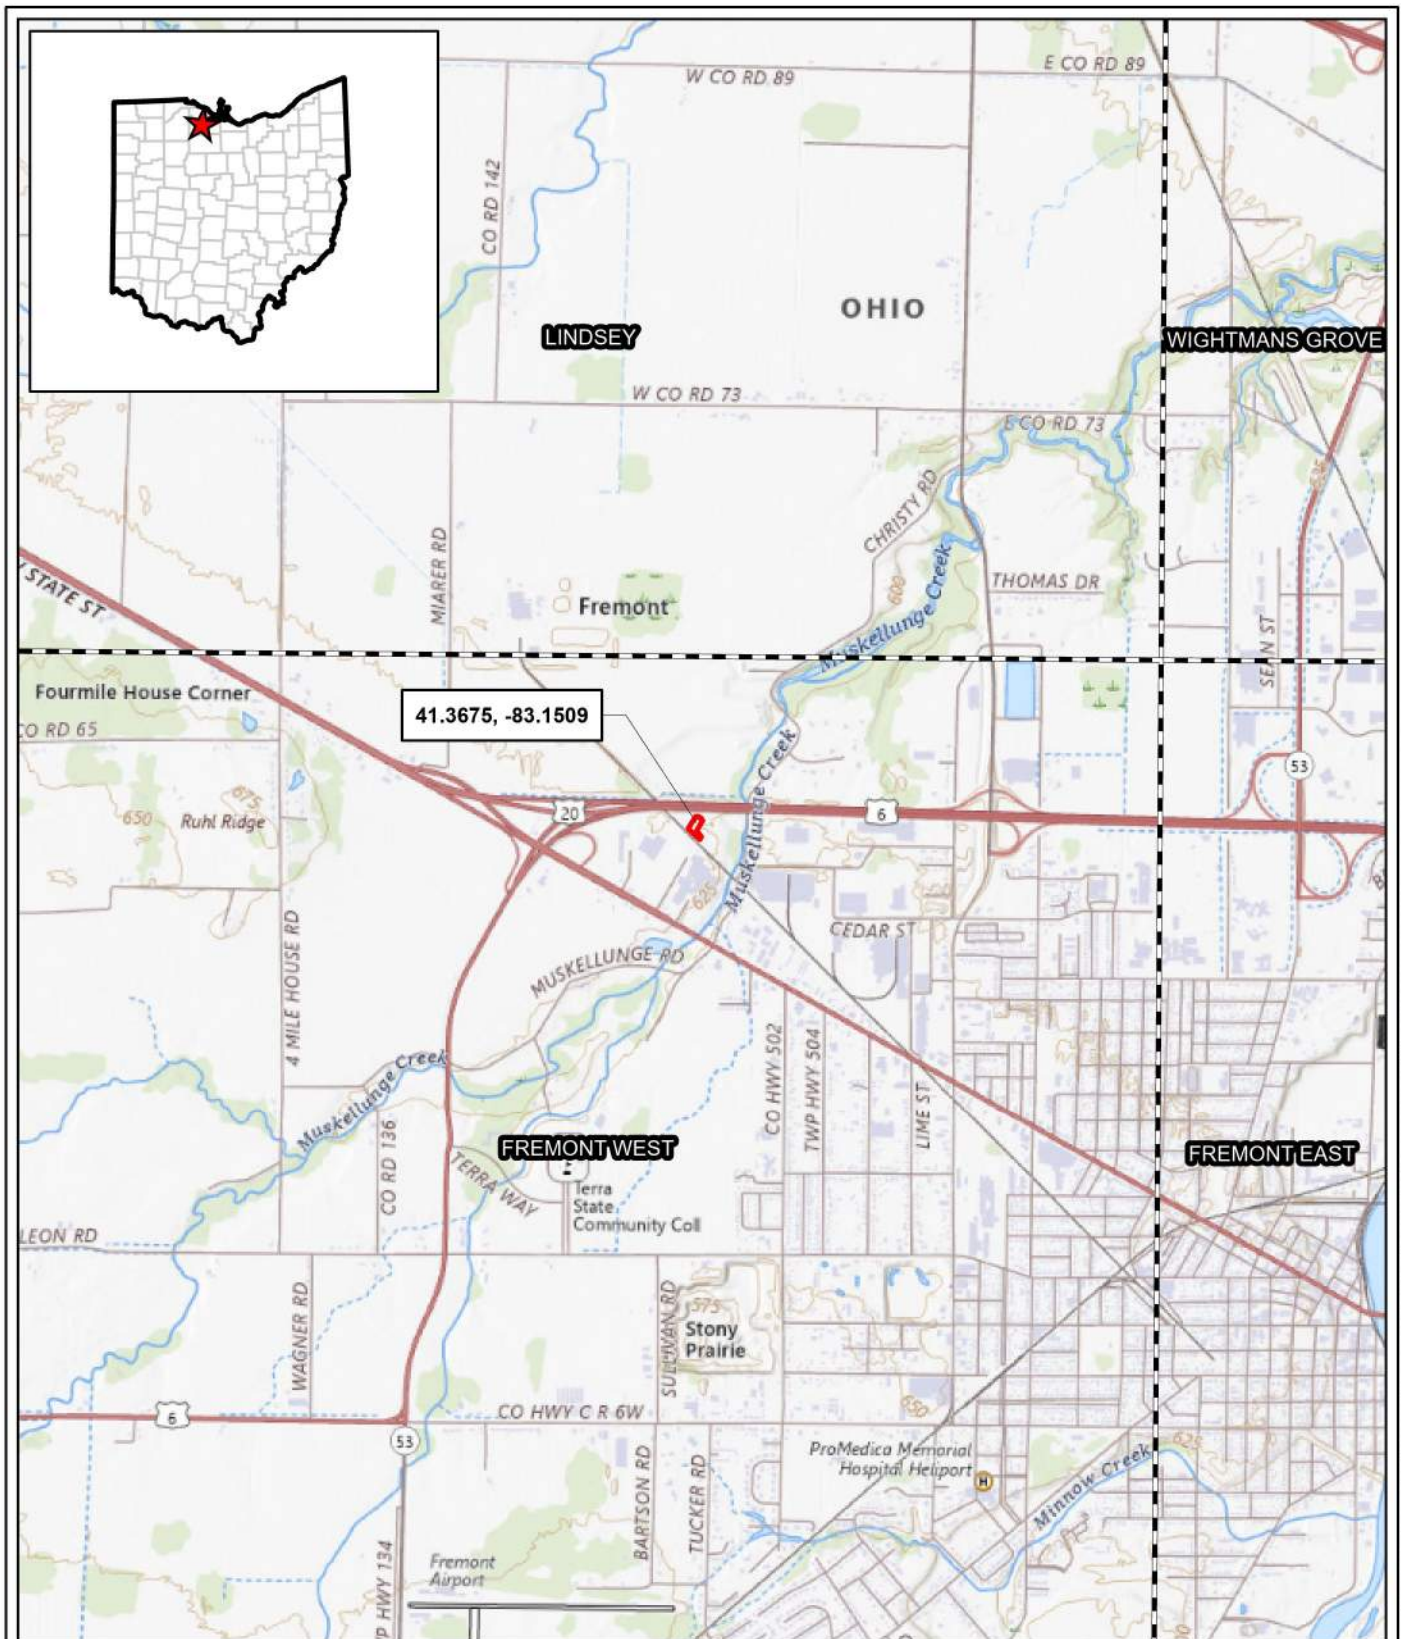 W CO RD 89
E CO RD 89
CO RD 142
OHIO
LINDSEY
WIGHTMANS GROVE
W CO RD 73
E CO RD 73
CHRISTY RD
MIARER RD
STATE ST
Fremont
600
Muskellunge Creek
THOMAS DR
SEAN ST
Fourmile House Corner
CO RD 65
41.3675, -83.1509
Muskellunge Creek
53
675
650
Ruhl Ridge
20
6
625
CEDAR ST
4 MILE HOUSE RD
MUSKELLUNGE RD
CO HWY 502
TWP HWY 504
LIME ST
Muskellunge Creek
CO RD 136
FREMONT WEST
FREMONT EAST
TERRA WAY
Terra
State
Community Coll
LEON RD
WAGNER RD
SULLIVAN RD
575
Stony
Prairie
6
CO HWY C R 6W
650
53
625
ProMedica Memorial
Hospital Heliport
H
Minnow Creek
BARTSON RD
TUCKER RD
P HWY 134
Fremont
Airport